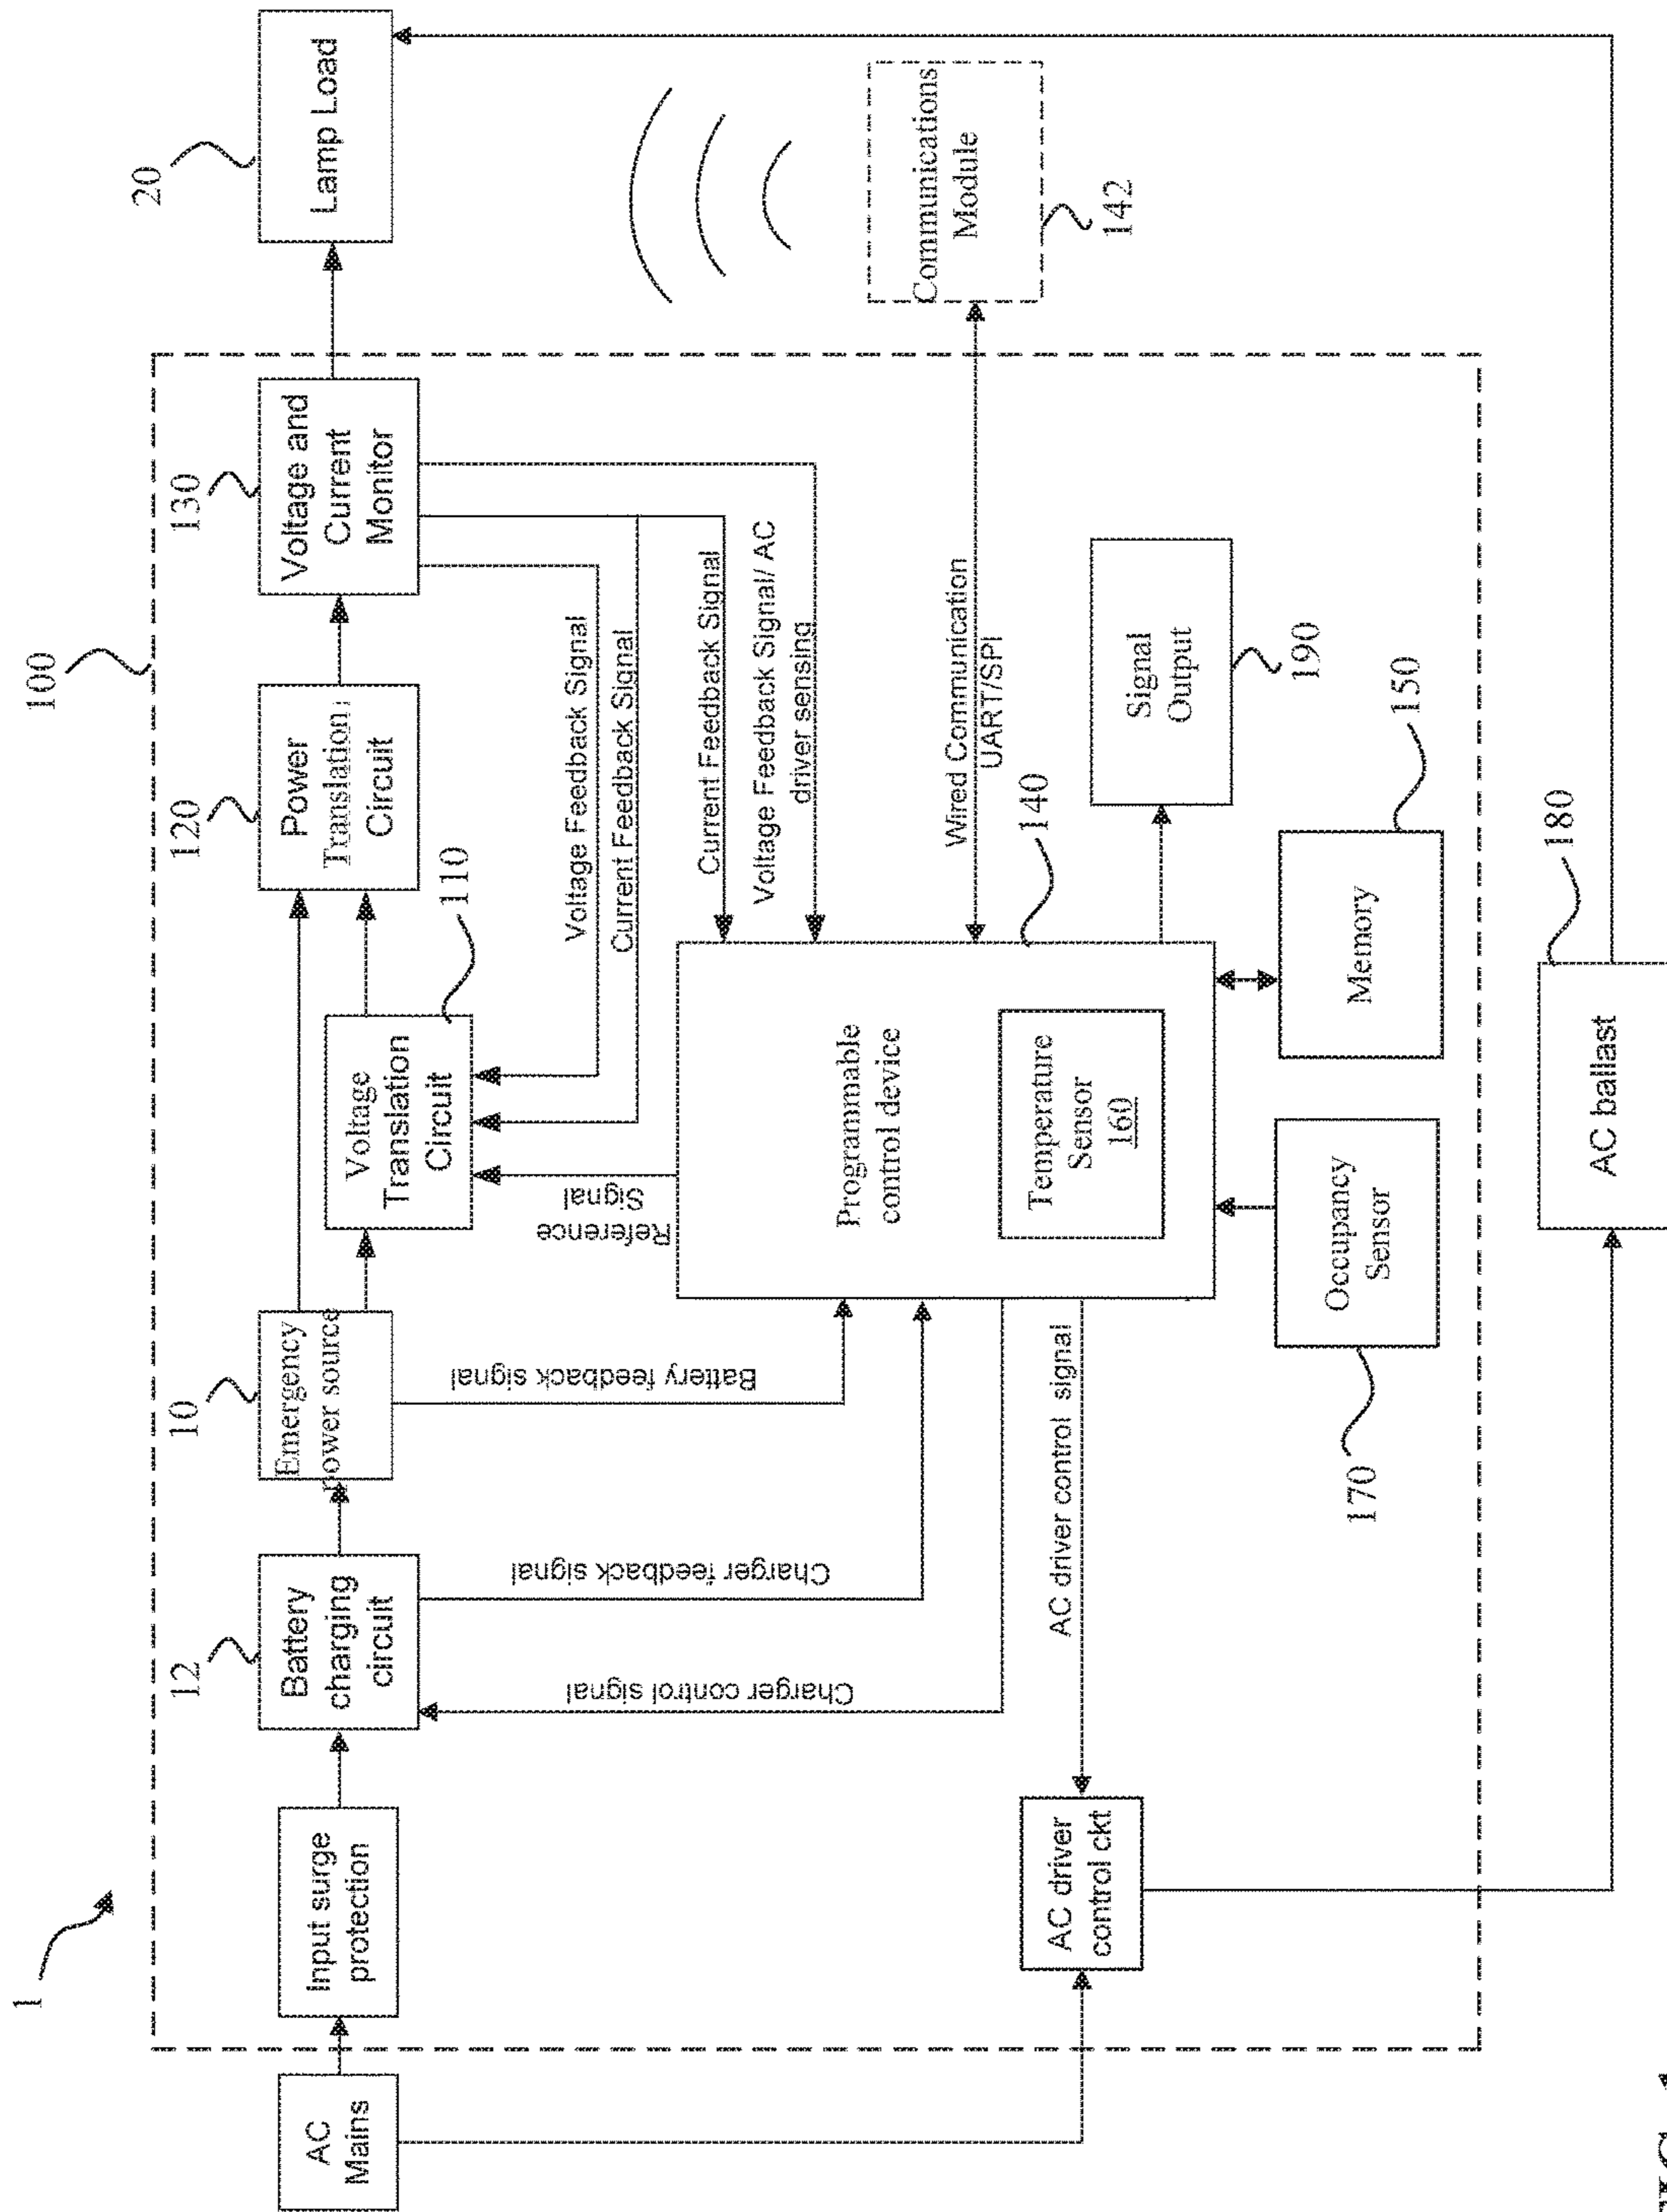 1
100
AC
Mains
Input surge
protection
12
Battery
charging
circuit
10
Emergency
power source
Voltage
Translation
Circuit
110
120
Power
Translation
Circuit
130
Voltage and
Current
Monitor
20
Lamp Load
Charger control signal
Charger feedback signal
Battery feedback signal
Reference
Signal
Voltage Feedback Signal
Current Feedback Signal
Current Feedback Signal
Voltage Feedback Signal/ AC
driver sensing
Programmable
control device
140
Temperature
Sensor
160
Wired Communication
UART/SPI
Communications
Module
142
Signal
Output
190
AC driver control signal
AC driver
control ckt
Occupancy
Sensor
170
Memory
150
AC ballast
180